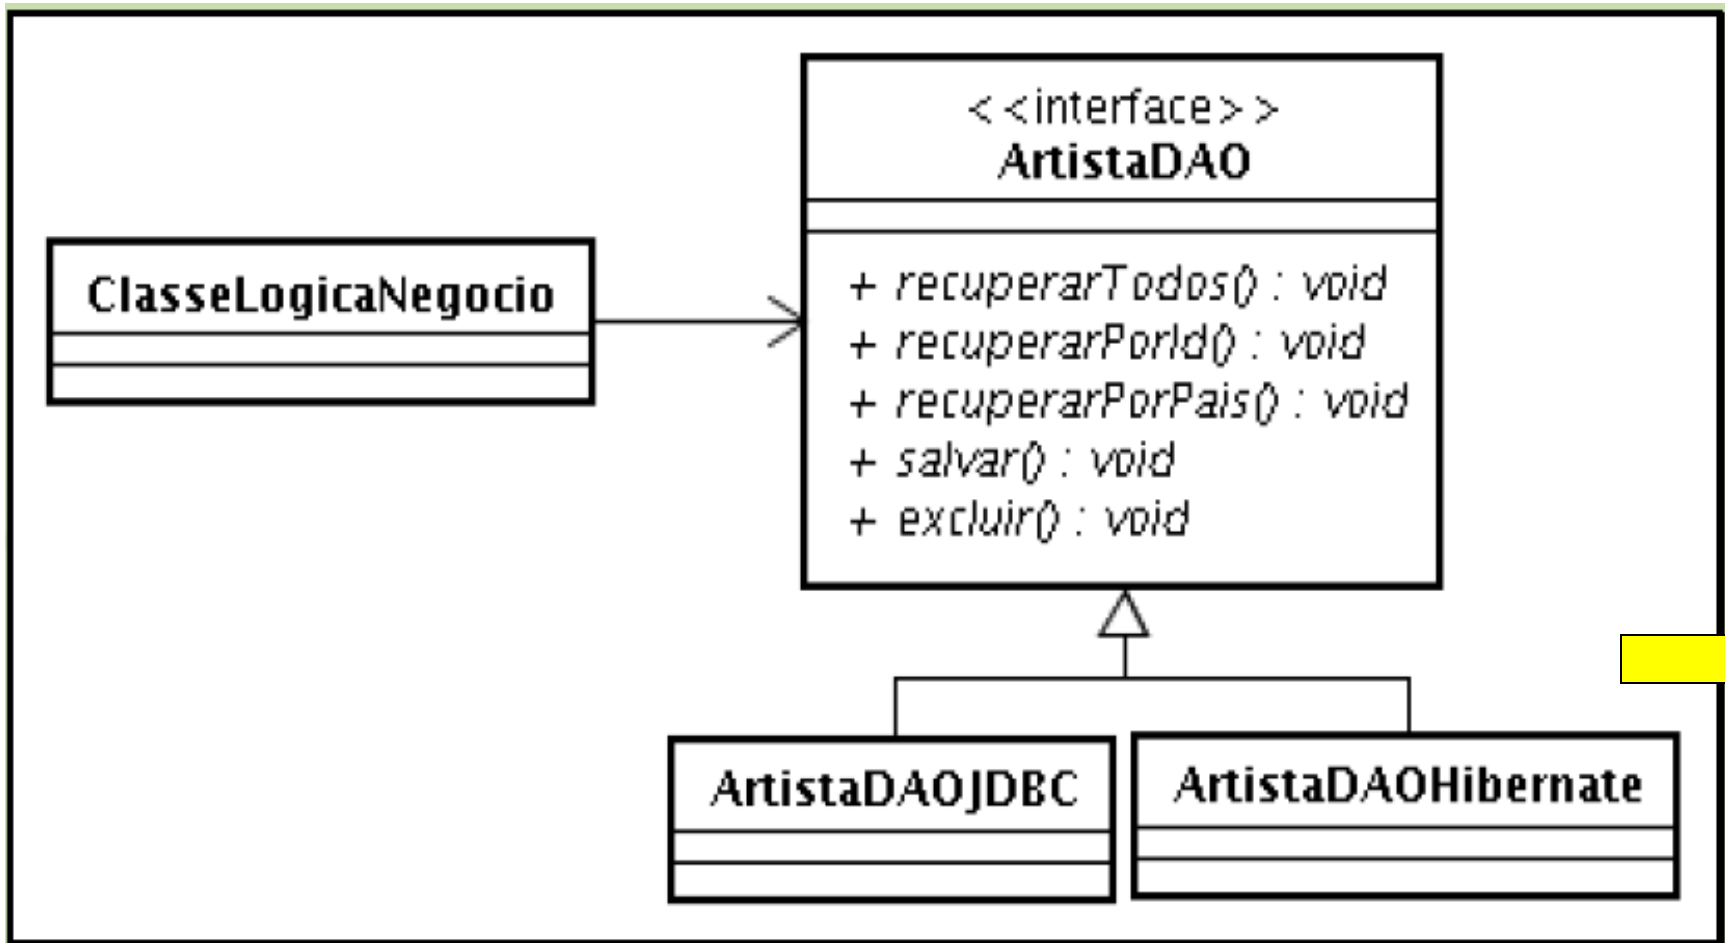 <<interface>>
ArtistaDAO
ClasseLogicaNegocio
+ recuperarTodos() : void
+ recuperarPorId() : void
+ recuperarPorPais() : void
+ salvar() : void
+ excluir() : void
ArtistaDAOJDBC
ArtistaDAOHibernate